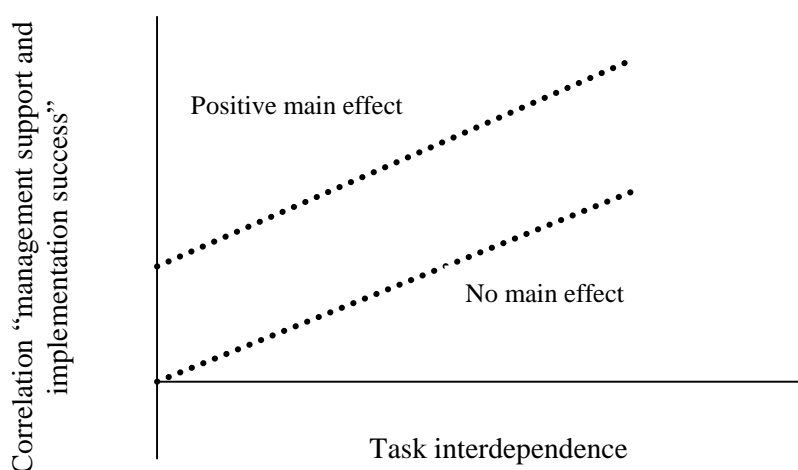 Correlation “management support and
implementation success”
Positive main effect
No main effect
Task interdependence